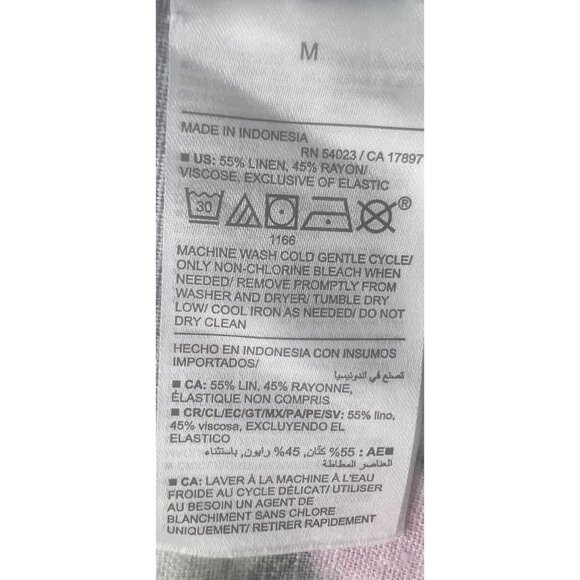 M
MADE IN INDONESIA
RN 54023 / CA 17897
■ US: 55% LINEN, 45% RAYON/
VISCOSE, EXCLUSIVE OF ELASTIC
30
®
1166
MACHINE WASH COLD GENTLE CYCLE/
ONLY NON-CHLORINE BLEACH WHEN
NEEDED/ REMOVE PROMPTLY FROM
WASHER AND DRYER/ TUMBLE DRY
LOW/ COOL IRON AS NEEDED/ DO NOT
DRY CLEAN
HECHO EN INDONESIA CON INSUMOS
IMPORTADOS/
تصنع في اندونيسيا
■ CA: 55% LIN, 45% RAYONNE,
ÉLASTIQUE NON COMPRIS
■ CR/CL/EC/GT/MX/PA/PE/SV: 55% lino,
45% viscosa, EXCLUYENDO EL
ELASTICO
■ AE: 55% كتّان, 45% رايون, باستثناء
العناصر المطاطة
■ CA: LAVER À LA MACHINE À L'EAU
FROIDE AU CYCLE DÉLICAT/ UTILISER
AU BESOIN UN AGENT DE
BLANCHIMENT SANS CHLORE
UNIQUEMENT/ RETIRER RAPIDEMENT